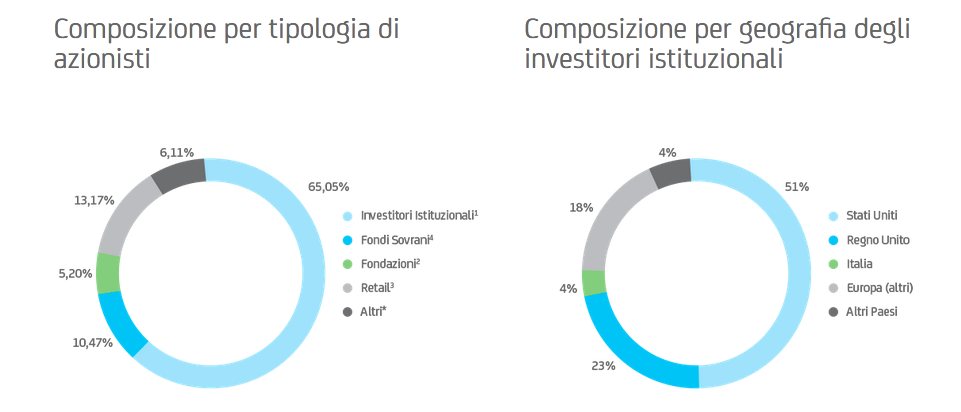 Composizione per tipologia di
azionisti
6,11%
65,05%
13,17%
5,20%
10,47%
Investitori Istituzionali¹
Fondi Sovrani⁴
Fondazioni²
Retail³
Altri*
Composizione per geografia degli
investitori istituzionali
4%
51%
18%
4%
23%
Stati Uniti
Regno Unito
Italia
Europa (altri)
Altri Paesi